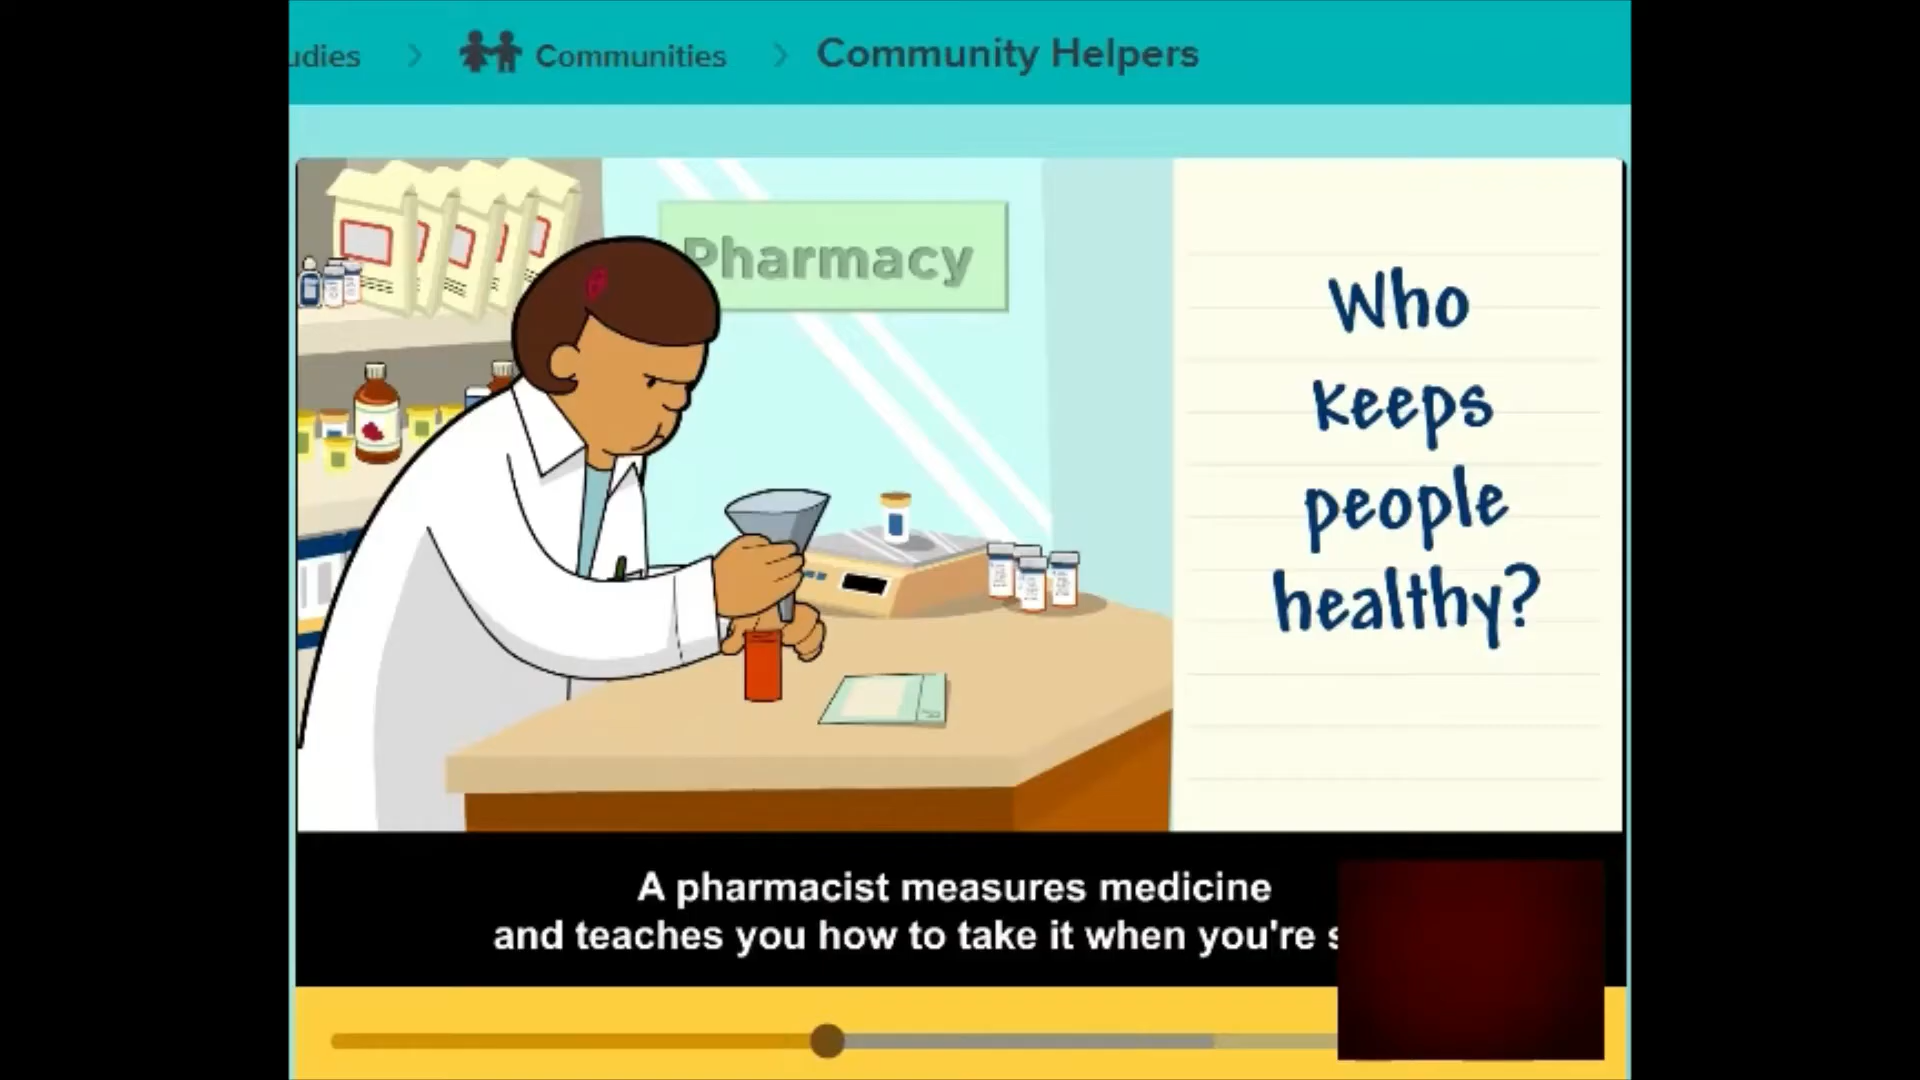 udies > Communities > Community Helpers
Pharmacy
Who
keeps
people
healthy?
A pharmacist measures medicine
and teaches you how to take it when you're